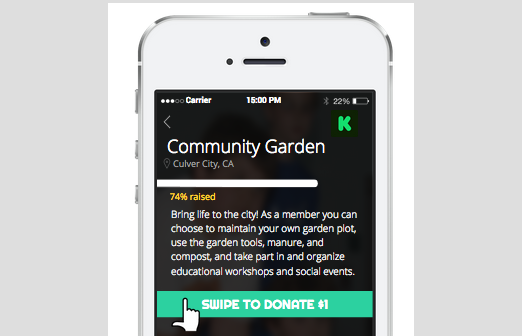 Carrier 15:00 PM 22%
K
Community Garden
Culver City, CA
74% raised
Bring life to the city! As a member you can
choose to maintain your own garden plot,
use the garden tools, manure, and
compost, and take part in and organize
educational workshops and social events.
SWIPE TO DONATE $1